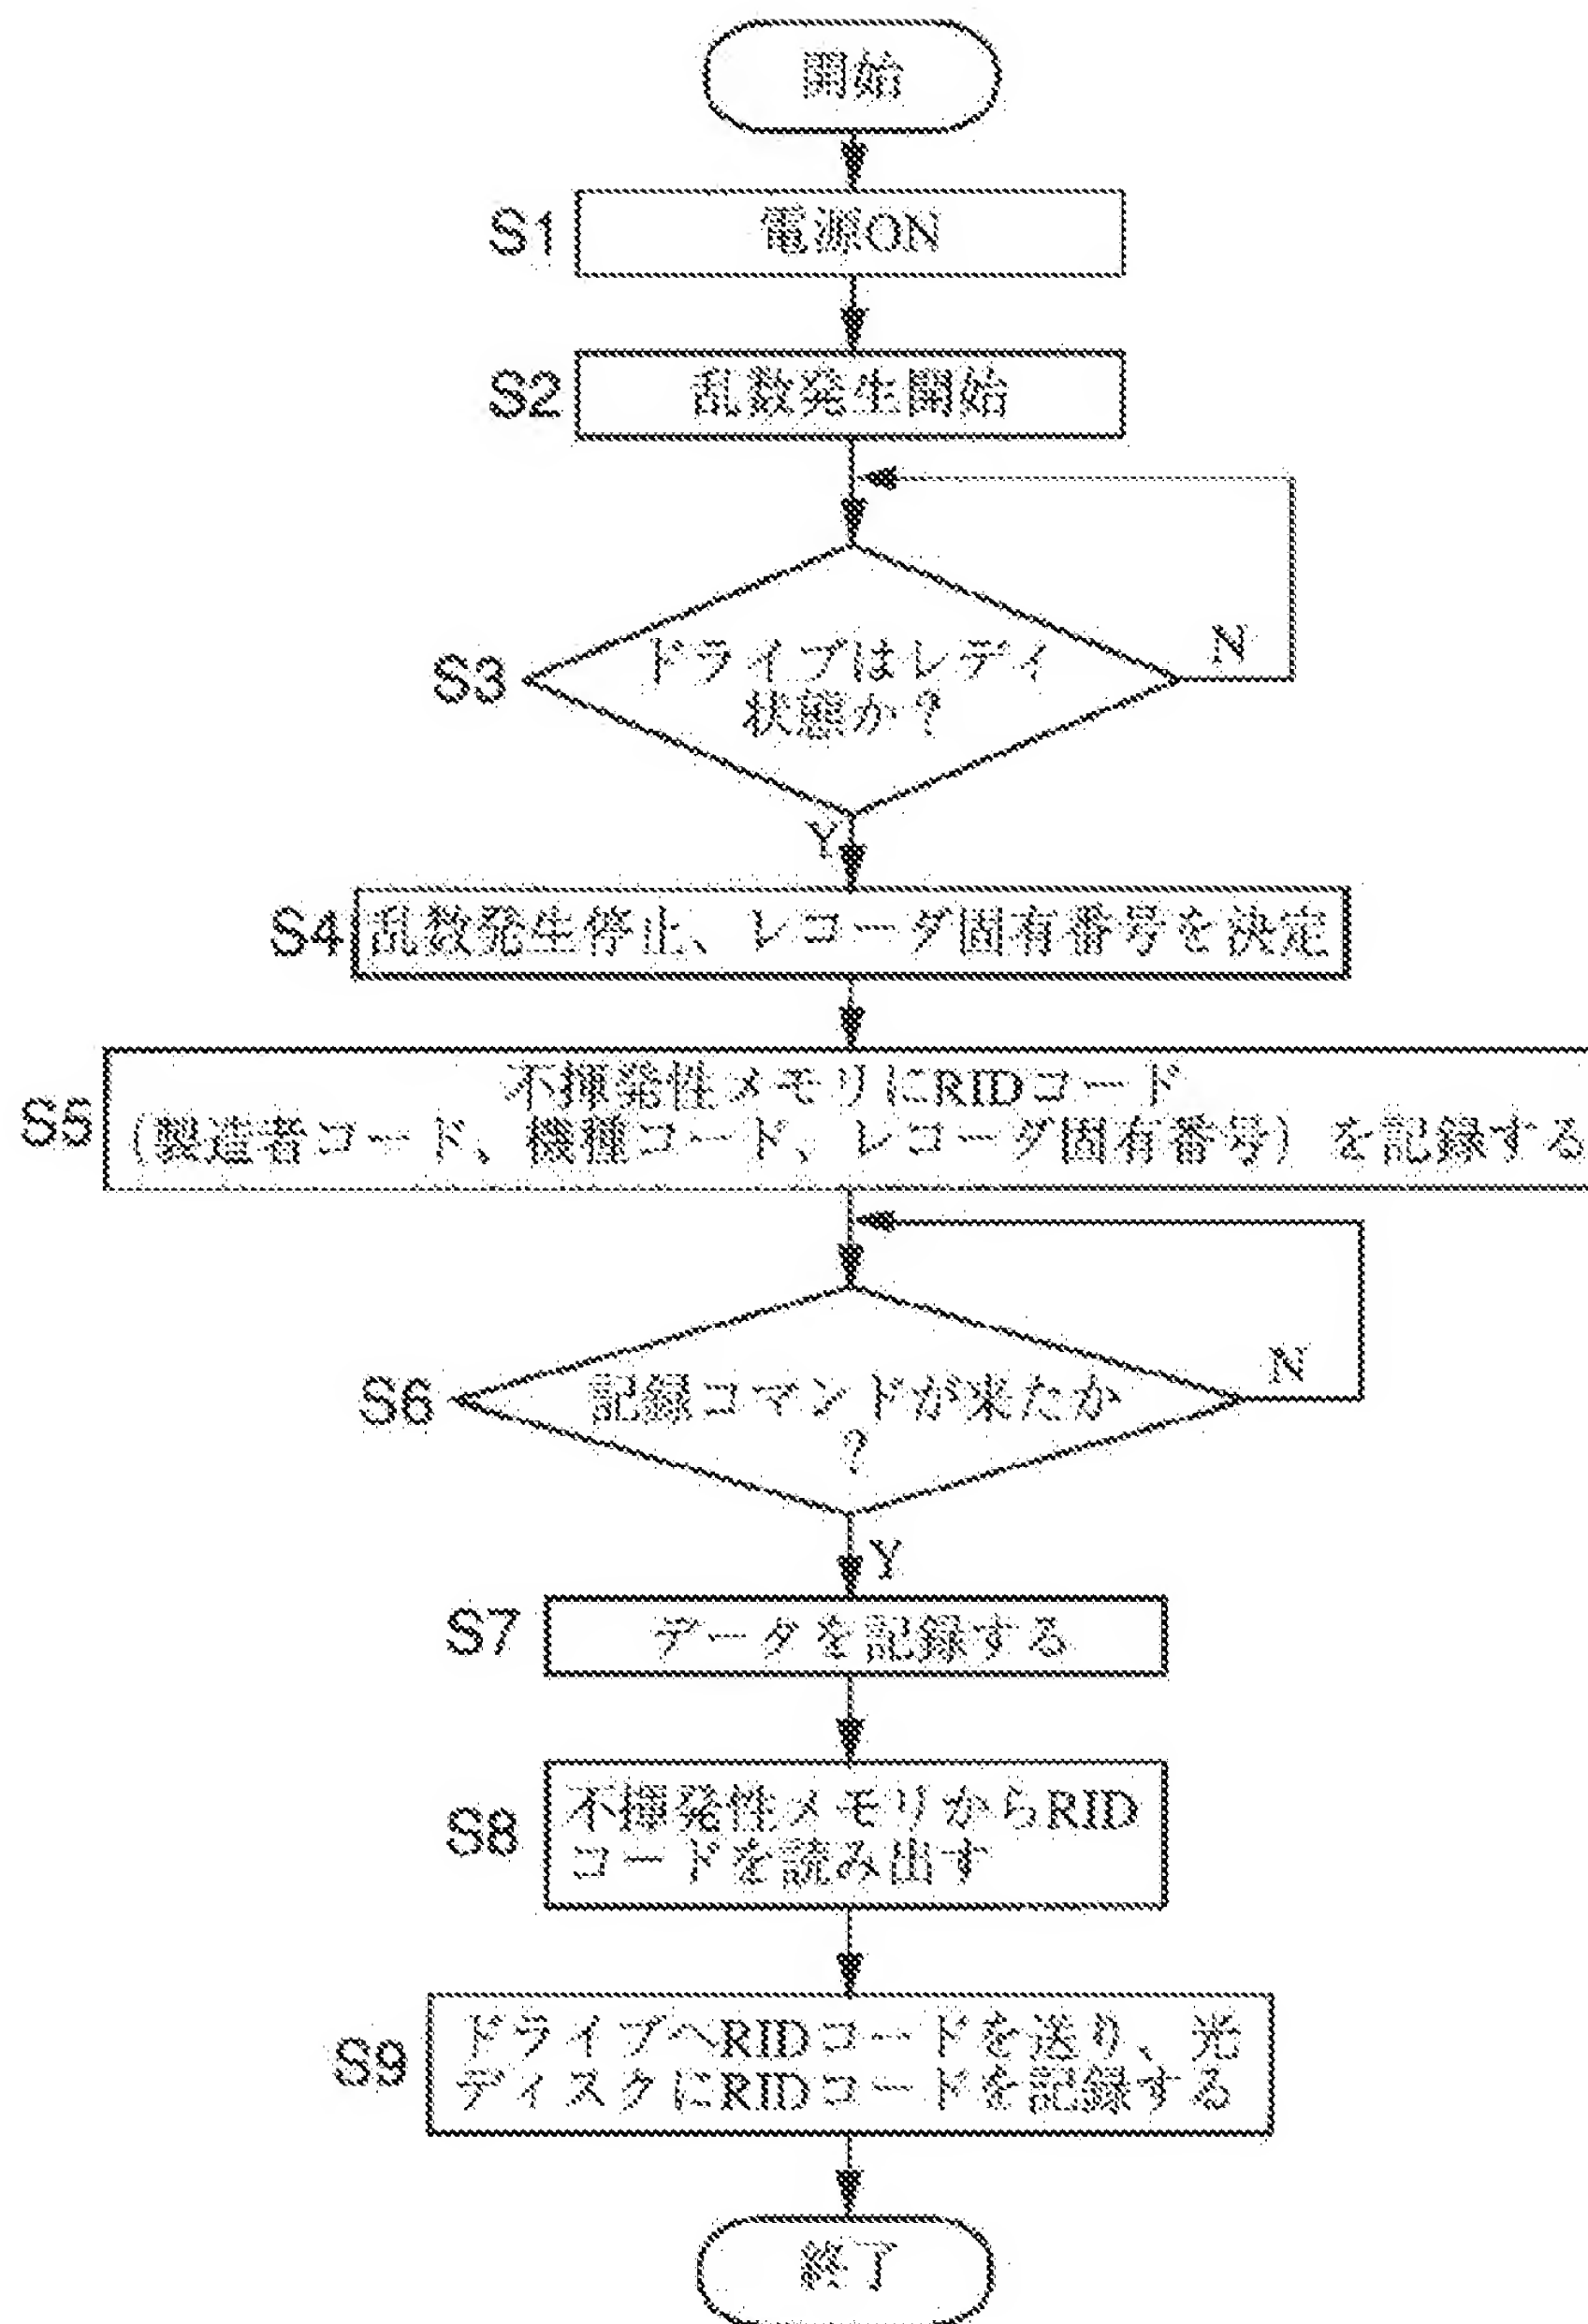 開始
S1
電源ON
S2
乱数発生開始
S3
ドライブはレディ
状態か？
N
Y
S4
乱数発生停止、レコーダ固有番号を決定
S5
不揮発性メモリにRIDコード
(製造者コード、機種コード、レコーダ固有番号) を記録する
S6
記録コマンドが来たか
？
N
Y
S7
データを記録する
S8
不揮発性メモリからRID
コードを読み出す
S9
ドライブへRIDコードを送り、光
ディスクにRIDコードを記録する
終了